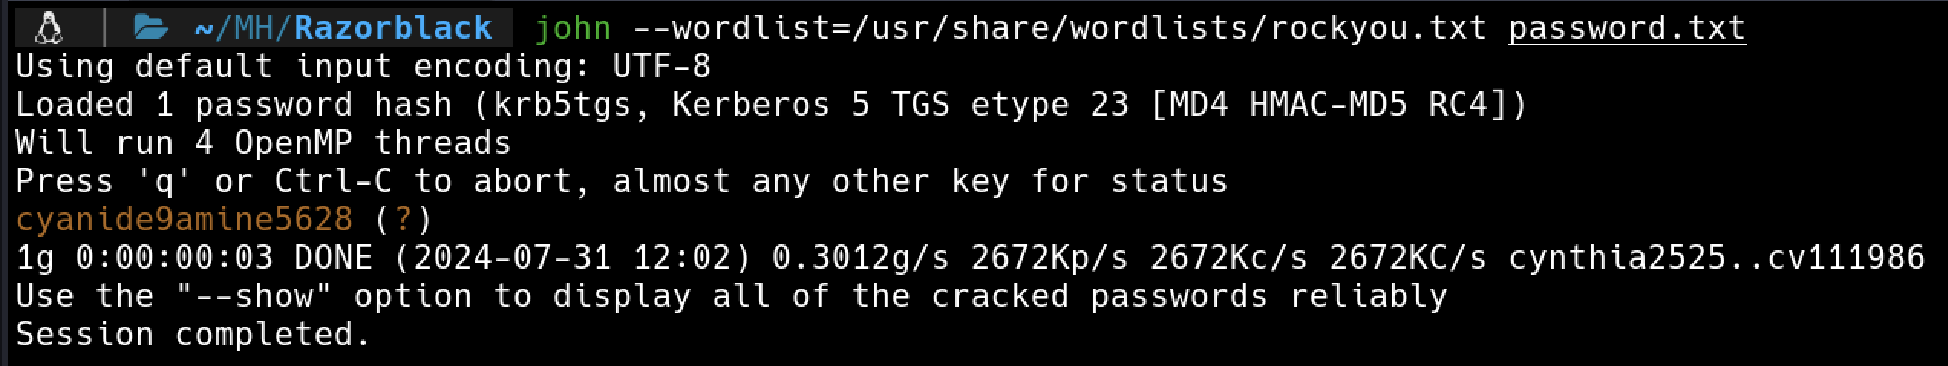 ~/MH/Razorblack john --wordlist=/usr/share/wordlists/rockyou.txt password.txt
Using default input encoding: UTF-8
Loaded 1 password hash (krb5tgs, Kerberos 5 TGS etype 23 [MD4 HMAC-MD5 RC4])
Will run 4 OpenMP threads
Press 'q' or Ctrl-C to abort, almost any other key for status
cyanide9amine5628 (?)
1g 0:00:00:03 DONE (2024-07-31 12:02) 0.3012g/s 2672Kp/s 2672Kc/s 2672KC/s cynthia2525..cv111986
Use the "--show" option to display all of the cracked passwords reliably
Session completed.